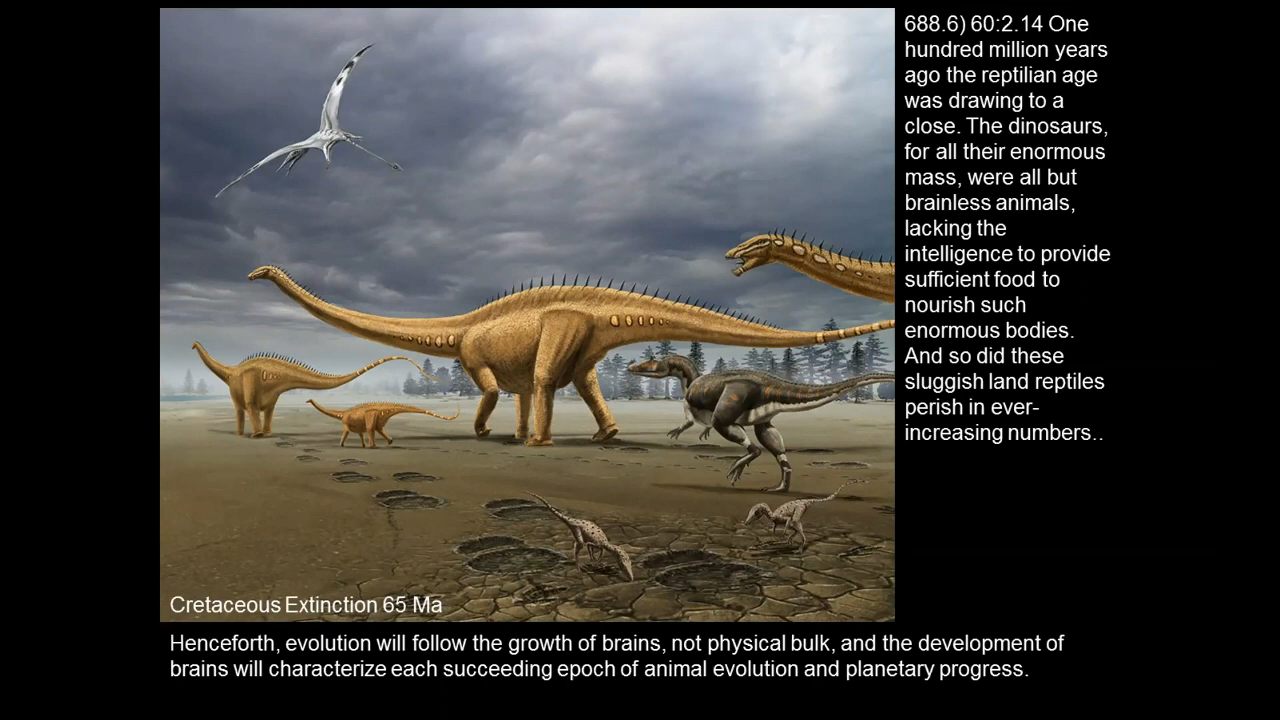 688.6) 60:2.14 One
hundred million years
ago the reptilian age
was drawing to a
close. The dinosaurs,
for all their enormous
mass, were all but
brainless animals,
lacking the
intelligence to provide
sufficient food to
nourish such
enormous bodies.
And so did these
sluggish land reptiles
perish in ever-
increasing numbers..
Cretaceous Extinction 65 Ma
Henceforth, evolution will follow the growth of brains, not physical bulk, and the development of
brains will characterize each succeeding epoch of animal evolution and planetary progress.